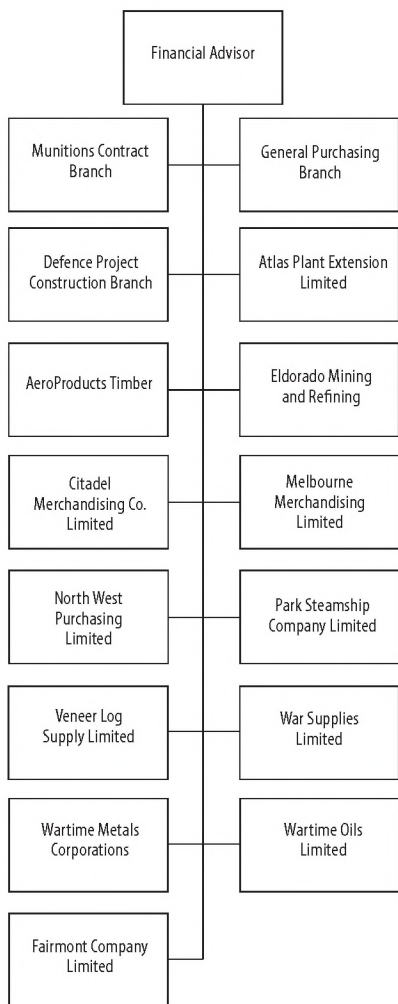 Financial Advisor
Munitions Contract
Branch
General Purchasing
Branch
Defence Project
Construction Branch
Atlas Plant Extension
Limited
AeroProducts Timber
Eldorado Mining
and Refining
Citadel
Merchandising Co.
Limited
Melbourne
Merchandising
Limited
North West
Purchasing
Limited
Park Steamship
Company Limited
Veneer Log
Supply Limited
War Supplies
Limited
Wartime Metals
Corporations
Wartime Oils
Limited
Fairmont Company
Limited